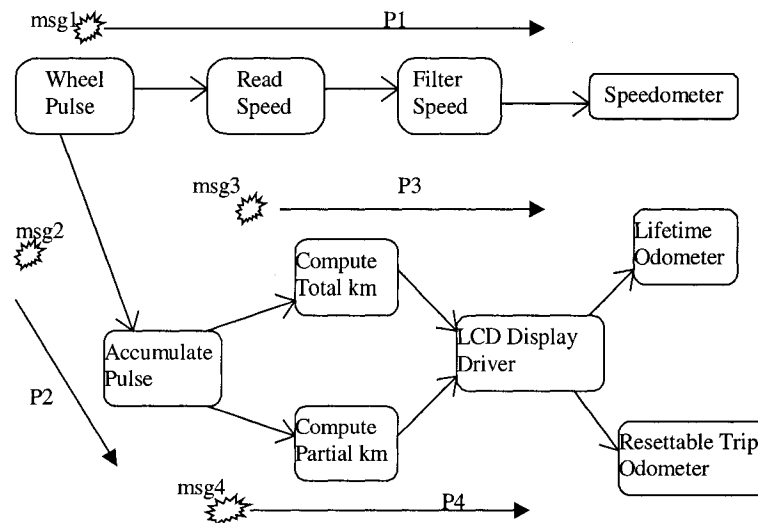 msg1
P1
Wheel
Pulse
Read
Speed
Filter
Speed
Speedometer
msg3
P3
msg2
Compute
Total km
Lifetime
Odometer
Accumulate
Pulse
LCD Display
Driver
P2
Compute
Partial km
Resettable Trip
Odometer
msg4
P4